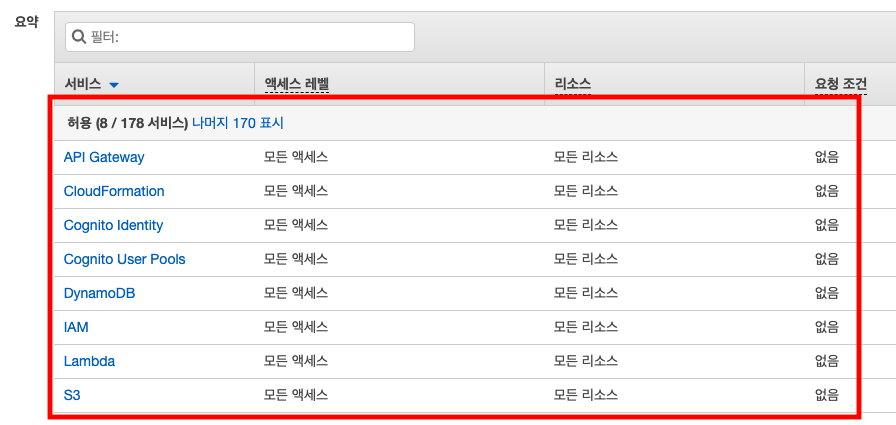 요약
필터:
서비스 액세스 레벨 리소스 요청 조건
허용 (8 / 178 서비스) 나머지 170 표시
API Gateway 모든 액세스 모든 리소스 없음
CloudFormation 모든 액세스 모든 리소스 없음
Cognito Identity 모든 액세스 모든 리소스 없음
Cognito User Pools 모든 액세스 모든 리소스 없음
DynamoDB 모든 액세스 모든 리소스 없음
IAM 모든 액세스 모든 리소스 없음
Lambda 모든 액세스 모든 리소스 없음
S3 모든 액세스 모든 리소스 없음